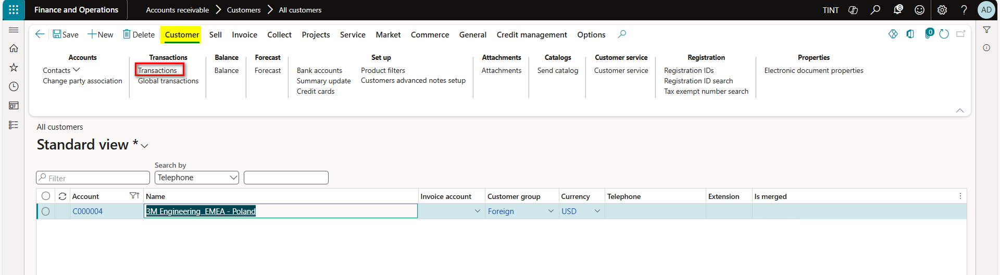 Finance and Operations Accounts receivable Customers All customers TINT 8 AD
Save New Delete Customer Sell Invoice Collect Projects Service Market Commerce General Credit management Options 0
Accounts Transactions Balance Forecast Set up Attachments Catalogs Customer service Registration Properties
Contacts Transactions Balance Forecast Bank accounts Product filters Attachments Send catalog Customer service Registration IDs Electronic document properties
Change party association Global transactions Summary update Customers advanced notes setup Registration ID search
Credit cards Tax exempt number search
All customers
Standard view *
Search by
Filter Telephone
Account Name Invoice account Customer group Currency Telephone Extension Is merged
C000004 3M Engineering EMEA - Poland Foreign USD